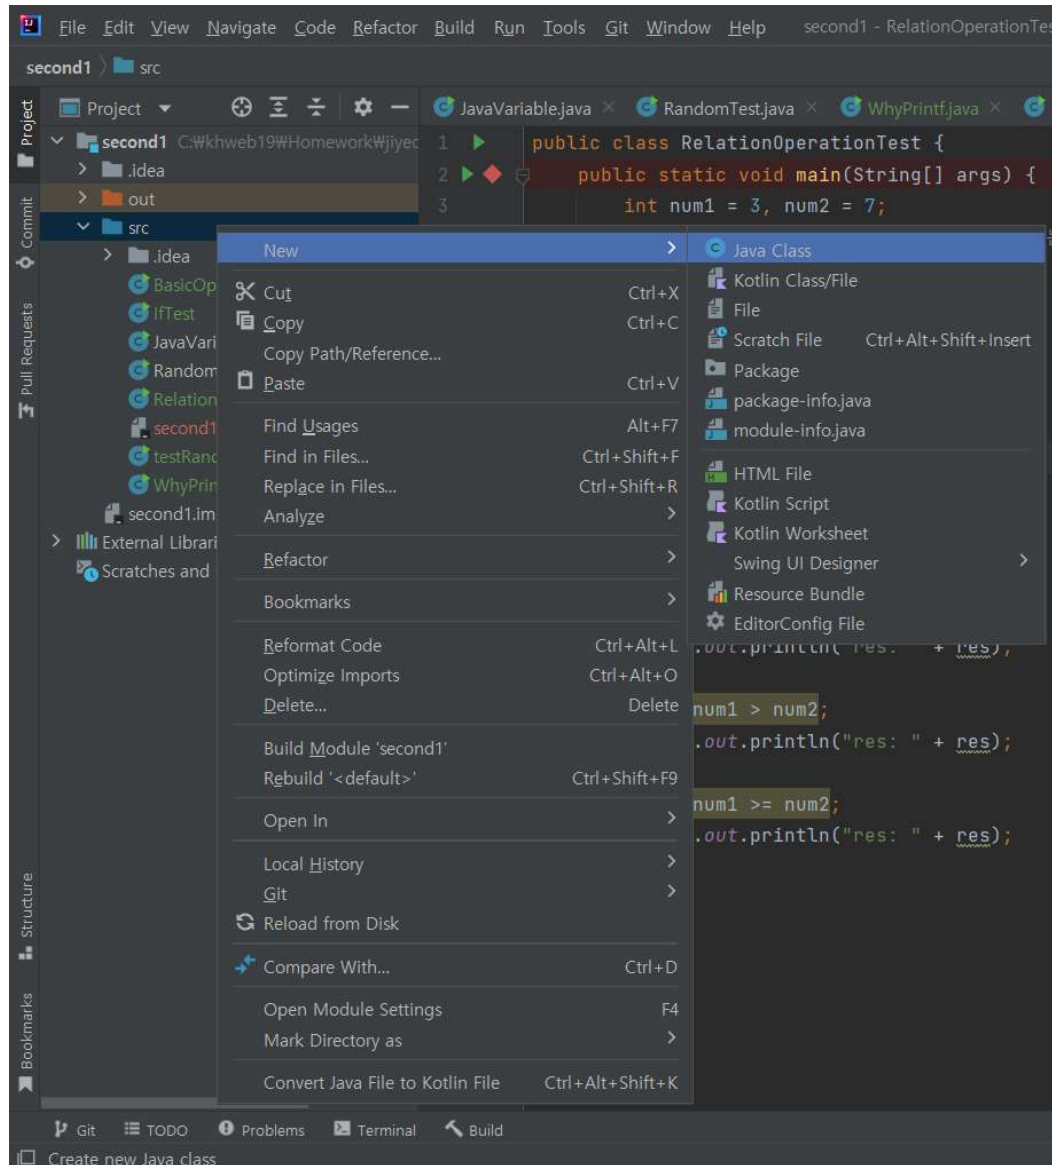 File Edit View Navigate Code Refactor Build Run Tools Git Window Help second1 - RelationOperationTes
second1 src
Project
JavaVariable.java RandomTest.java WhyPrintf.java
Project
second1 C:₩khweb19₩Homework₩jiyec
1 public class RelationOperationTest {
.idea
2 public static void main(String[] args) {
out
3 int num1 = 3, num2 = 7;
src
Commit
.idea
BasicOp
IfTest
JavaVari
Random
Relation
second1
testRand
WhyPrin
second1.im
External Librari
Scratches and
Pull Requests
New
Cut Ctrl+X
Copy Ctrl+C
Copy Path/Reference...
Paste Ctrl+V
Find Usages Alt+F7
Find in Files... Ctrl+Shift+F
Replace in Files... Ctrl+Shift+R
Analyze
Refactor
Bookmarks
Reformat Code Ctrl+Alt+L
Optimize Imports Ctrl+Alt+O
Delete... Delete
Build Module 'second1'
Rebuild '<default>' Ctrl+Shift+F9
Open In
Local History
Git
Reload from Disk
Compare With... Ctrl+D
Open Module Settings F4
Mark Directory as
Convert Java File to Kotlin File Ctrl+Alt+Shift+K
Java Class
Kotlin Class/File
File
Scratch File Ctrl+Alt+Shift+Insert
Package
package-info.java
module-info.java
HTML File
Kotlin Script
Kotlin Worksheet
Swing UI Designer
Resource Bundle
EditorConfig File
.out.println("res: " + res);
num1 > num2;
.out.println("res: " + res);
num1 >= num2;
.out.println("res: " + res);
Structure
Bookmarks
Git TODO Problems Terminal Build
Create new Java class